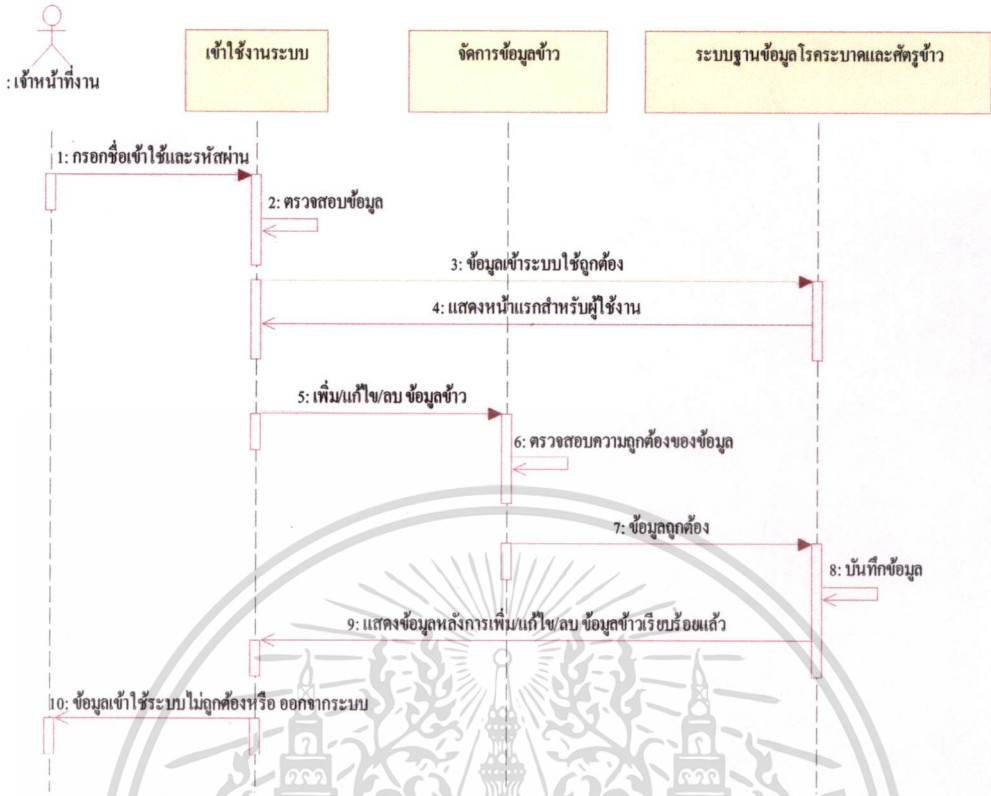 เข้าใช้งานระบบ
จัดการข้อมูลข้าว
ระบบฐานข้อมูลโรคระบาดและศัตรูข้าว
: เจ้าหน้าที่งาน
1: กรอกชื่อเข้าใช้และรหัสผ่าน
2: ตรวจสอบข้อมูล
3: ข้อมูลเข้าระบบใช้ถูกต้อง
4: แสดงหน้าแรกสำหรับผู้ใช้งาน
5: เพิ่ม/แก้ไข/ลบ ข้อมูลข้าว
6: ตรวจสอบความถูกต้องของข้อมูล
7: ข้อมูลถูกต้อง
8: บันทึกข้อมูล
9: แสดงข้อมูลหลังการเพิ่ม/แก้ไข/ลบ ข้อมูลข้าวเรียบร้อยแล้ว
10: ข้อมูลเข้าใช้ระบบไม่ถูกต้องหรือ ออกจากระบบ